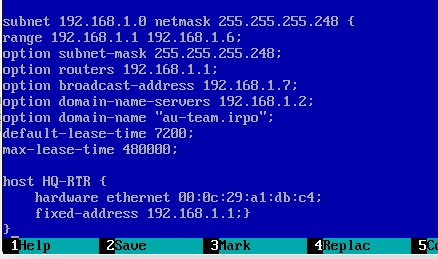 subnet 192.168.1.0 netmask 255.255.255.248 {
range 192.168.1.1 192.168.1.6;
option subnet-mask 255.255.255.248;
option routers 192.168.1.1;
option broadcast-address 192.168.1.7;
option domain-name-servers 192.168.1.2;
option domain-name "au-team.irpo";
default-lease-time 7200;
max-lease-time 480000;
host HQ-RTR {
hardware ethernet 00:0c:29:a1:db:c4;
fixed-address 192.168.1.1;}
}_
1Help 2Save 3Mark 4Replac 5Co